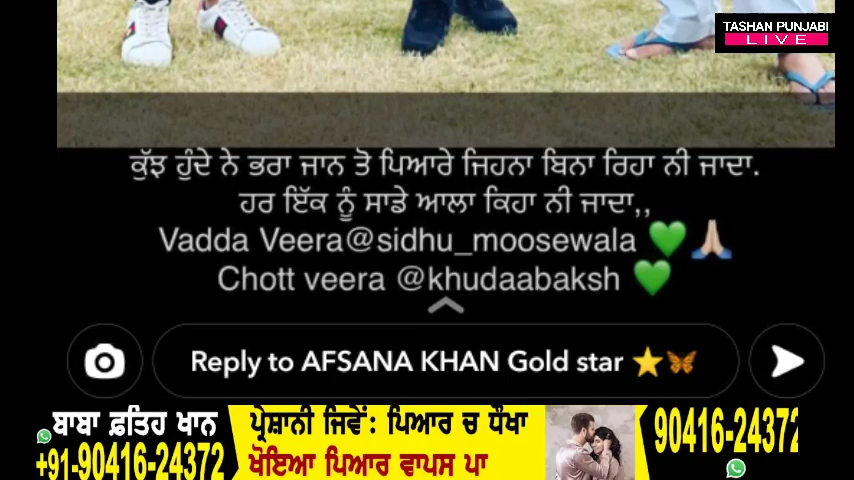 TASHAN PUNJABI
LIVE
ਕੁੱਝ ਹੁੰਦੇ ਨੇ ਭਰਾ ਜਾਨ ਤੋ ਪਿਆਰੇ ਜਿਹਨਾ ਬਿਨਾ ਰਿਹਾ ਨੀ ਜਾਦਾ.
ਹਰ ਇੱਕ ਨੂੰ ਸਾਡੇ ਆਲਾ ਕਿਹਾ ਨੀ ਜਾਦਾ,,
Vadda Veera@sidhu_moosewala 💚🙏🏼
Chott veera @khudaabaksh 💚
Reply to AFSANA KHAN Gold star ⭐🦋
ਬਾਬਾ ਫ਼ਤਿਹ ਖਾਨ
+91-90416-24372
ਪ੍ਰੇਸ਼ਾਨੀ ਜਿਵੇਂ: ਪਿਆਰ ਚ ਧੌਖਾ
ਖੋਇਆ ਪਿਆਰ ਵਾਪਸ ਪਾ
90416-24372